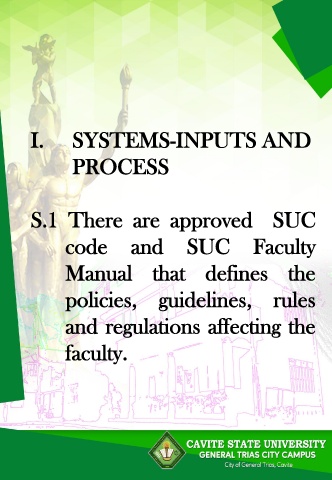 I. SYSTEMS-INPUTS AND
PROCESS
S.1 There are approved SUC
code and SUC Faculty
Manual that defines the
policies, guidelines, rules
and regulations affecting the
faculty.
CAVITE STATE UNIVERSITY
GENERAL TRIAS CITY CAMPUS
City of General Trias, Cavite